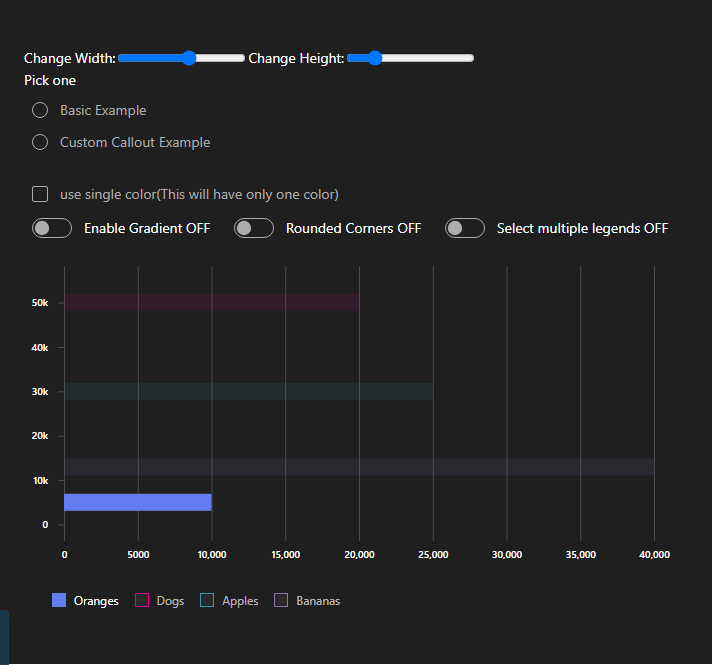 Change Width: Change Height:
Pick one
Basic Example
Custom Callout Example
use single color(This will have only one color)
Enable Gradient OFF Rounded Corners OFF Select multiple legends OFF
50k
40k
30k
20k
10k
0
0 5000 10,000 15,000 20,000 25,000 30,000 35,000 40,000
Oranges Dogs Apples Bananas